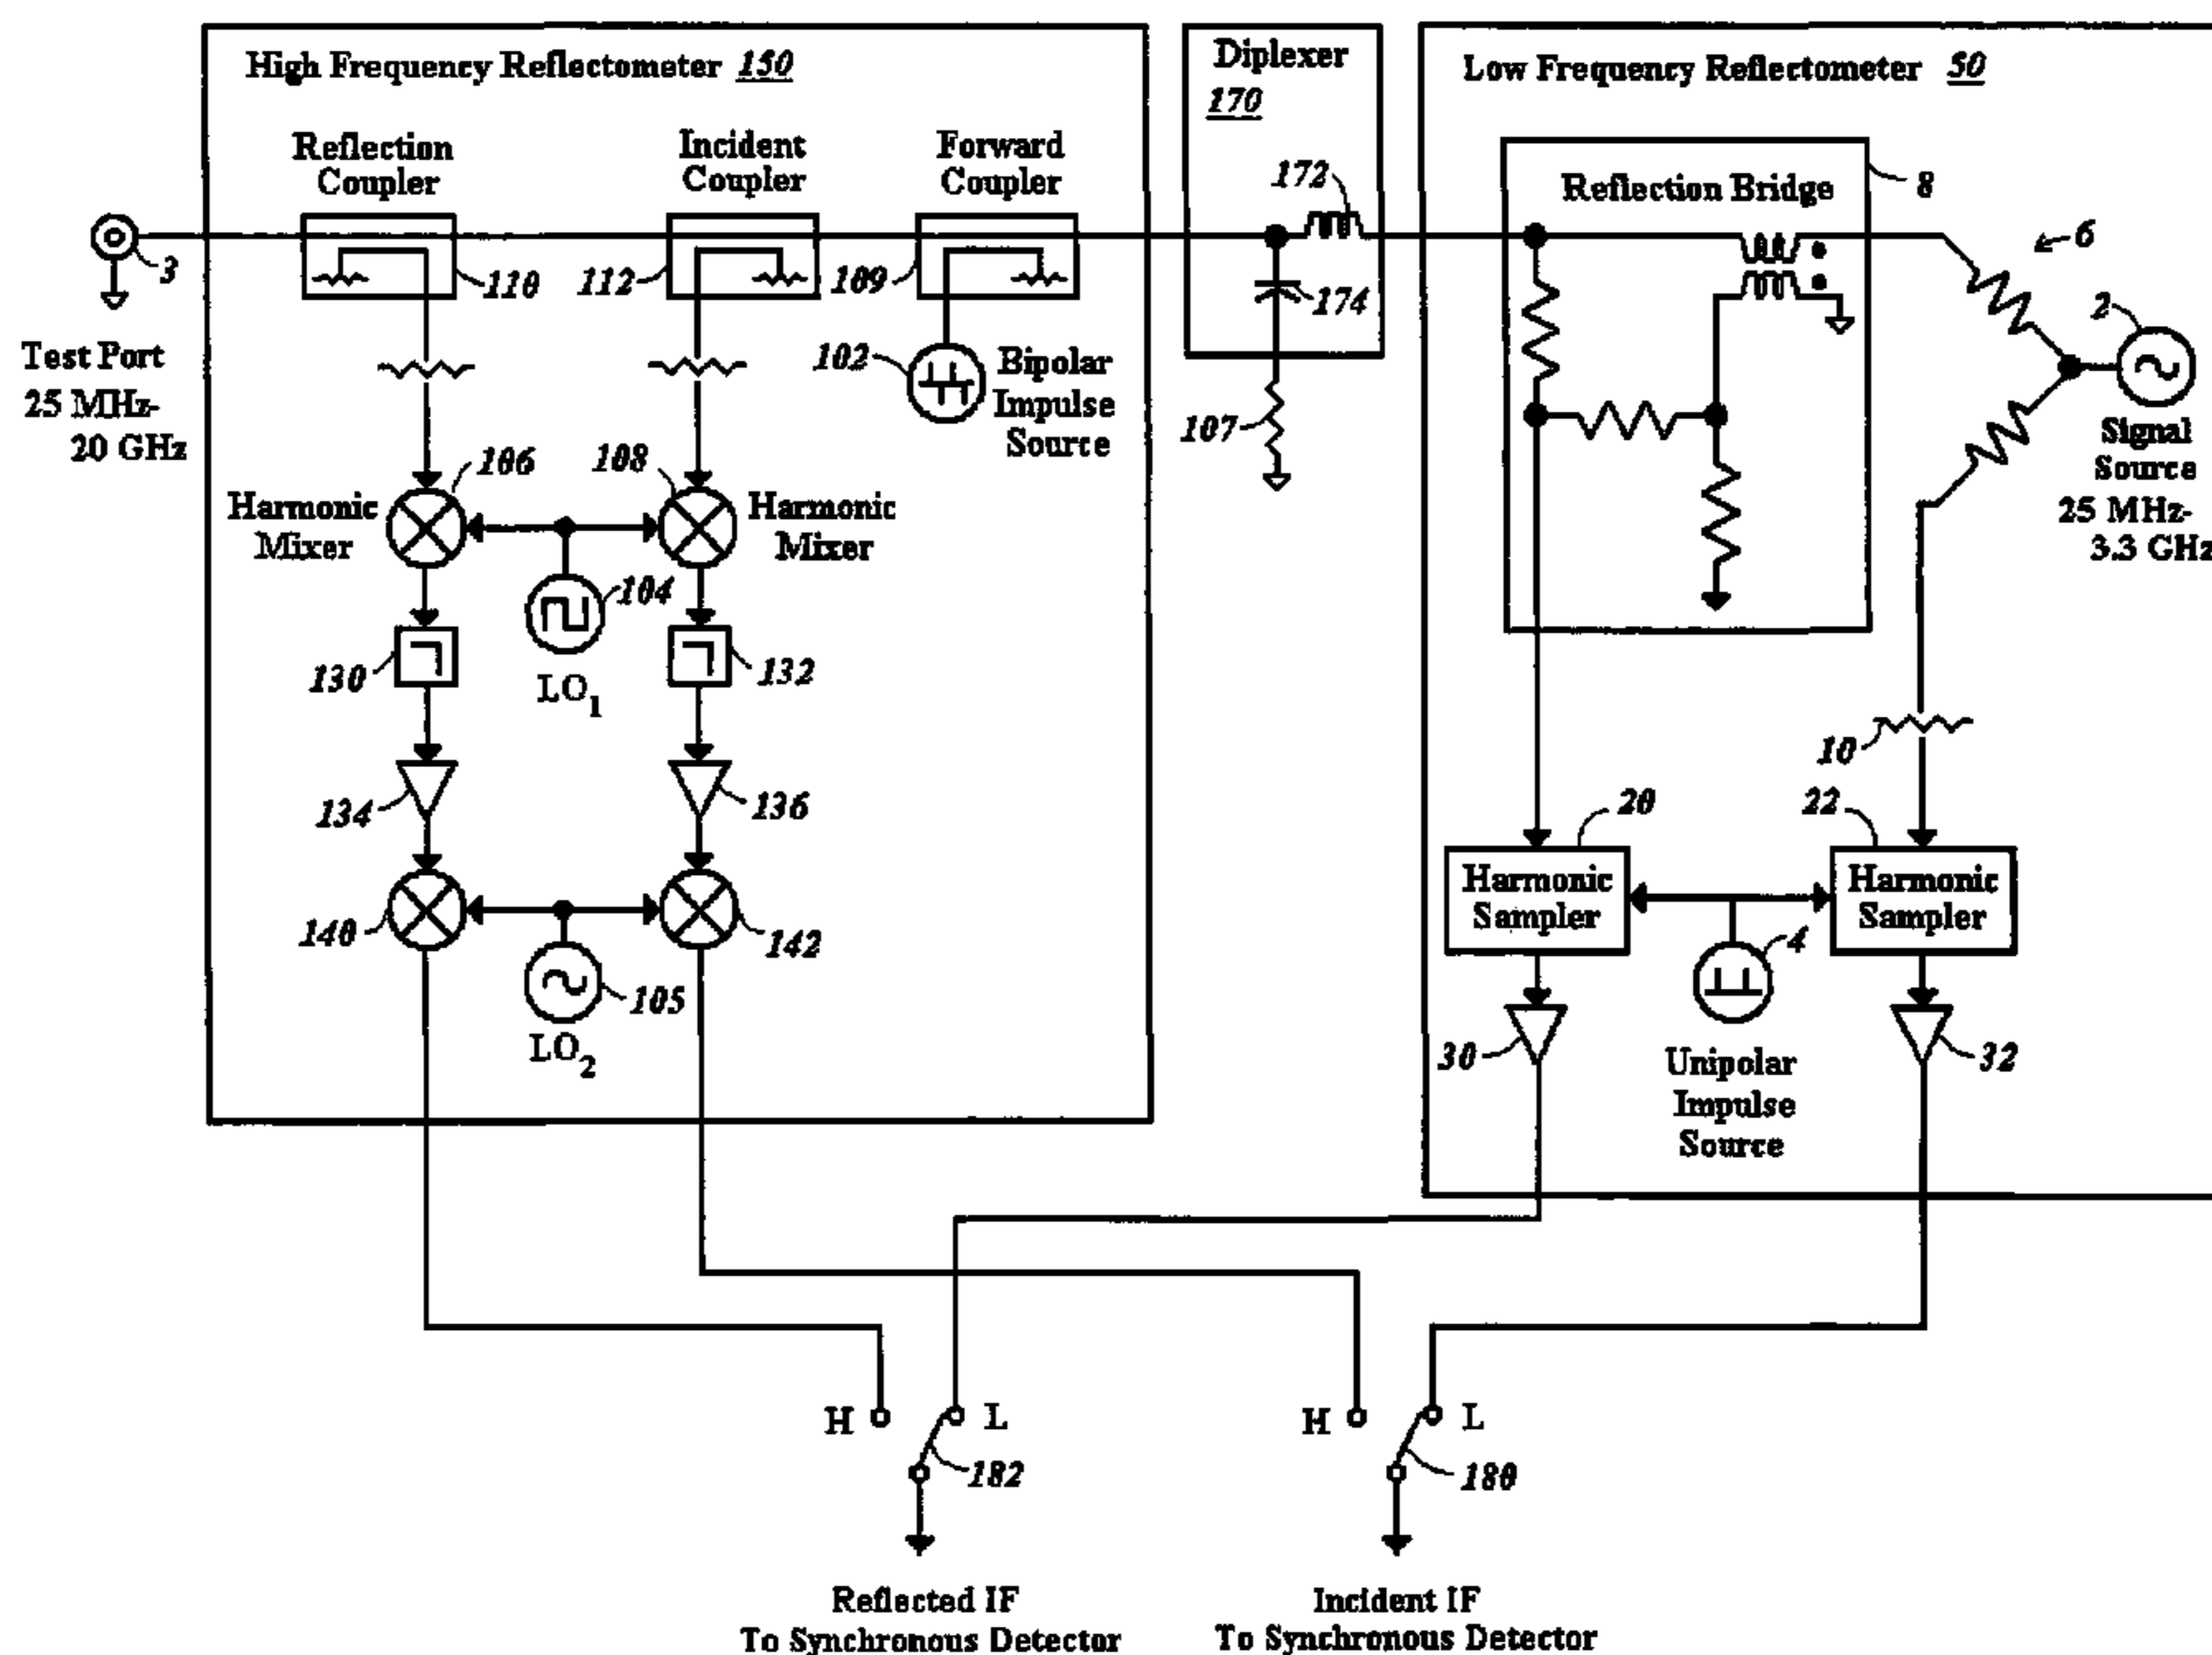 High Frequency Reflectometer 150
Diplexer
170
Low Frequency Reflectometer 50
Reflection
Coupler
Incident
Coupler
Forward
Coupler
172
Reflection Bridge
8
6
3
110
112
109
174
2
Test Port
25 MHz-
20 GHz
102
Bipolar
Impulse
Source
107
Signal
Source
25 MHz-
3.3 GHz
106
108
Harmonic
Mixer
Harmonic
Mixer
104
LO1
130
132
10
134
136
20
22
Harmonic
Sampler
Harmonic
Sampler
4
140
142
105
LO2
30
32
Unipolar
Impulse
Source
H
L
182
H
L
180
Reflected IF
To Synchronous Detector
Incident IF
To Synchronous Detector